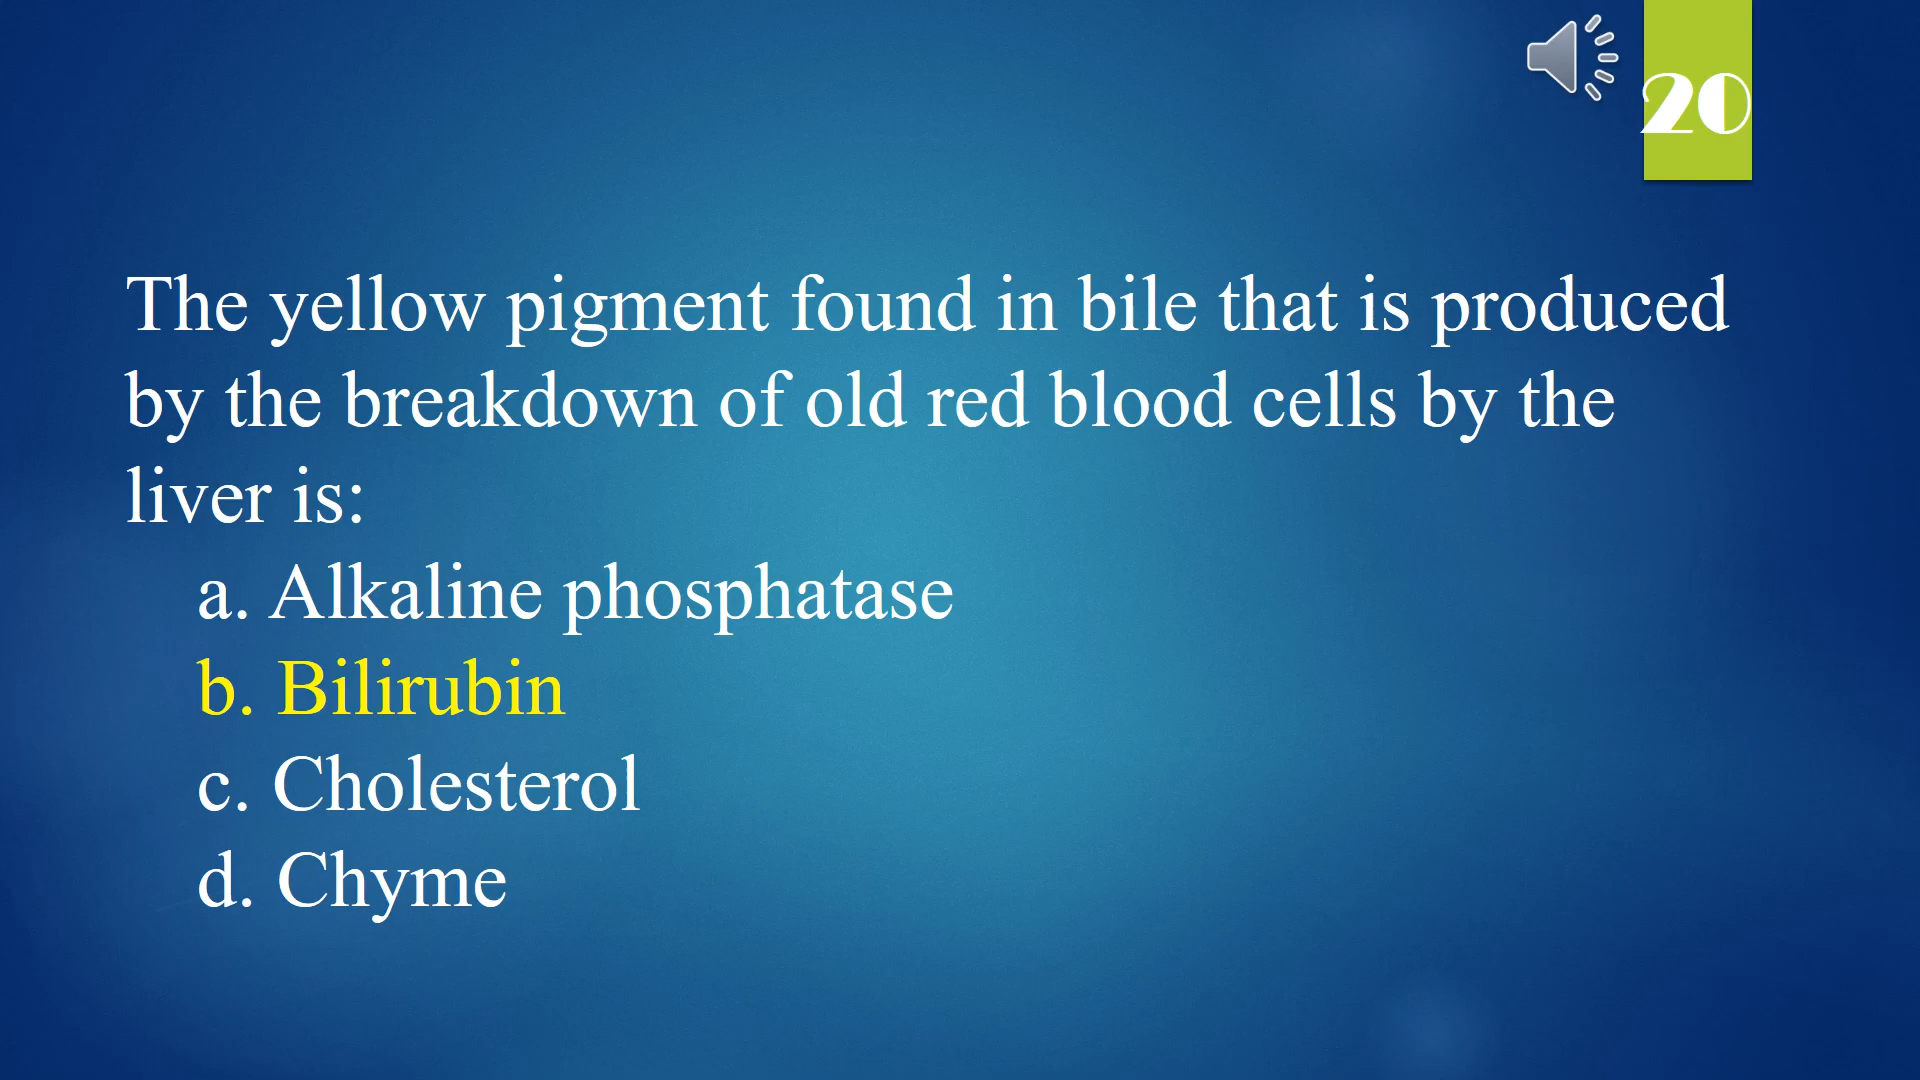 20
The yellow pigment found in bile that is produced
by the breakdown of old red blood cells by the
liver is:
a. Alkaline phosphatase
b. Bilirubin
c. Cholesterol
d. Chyme